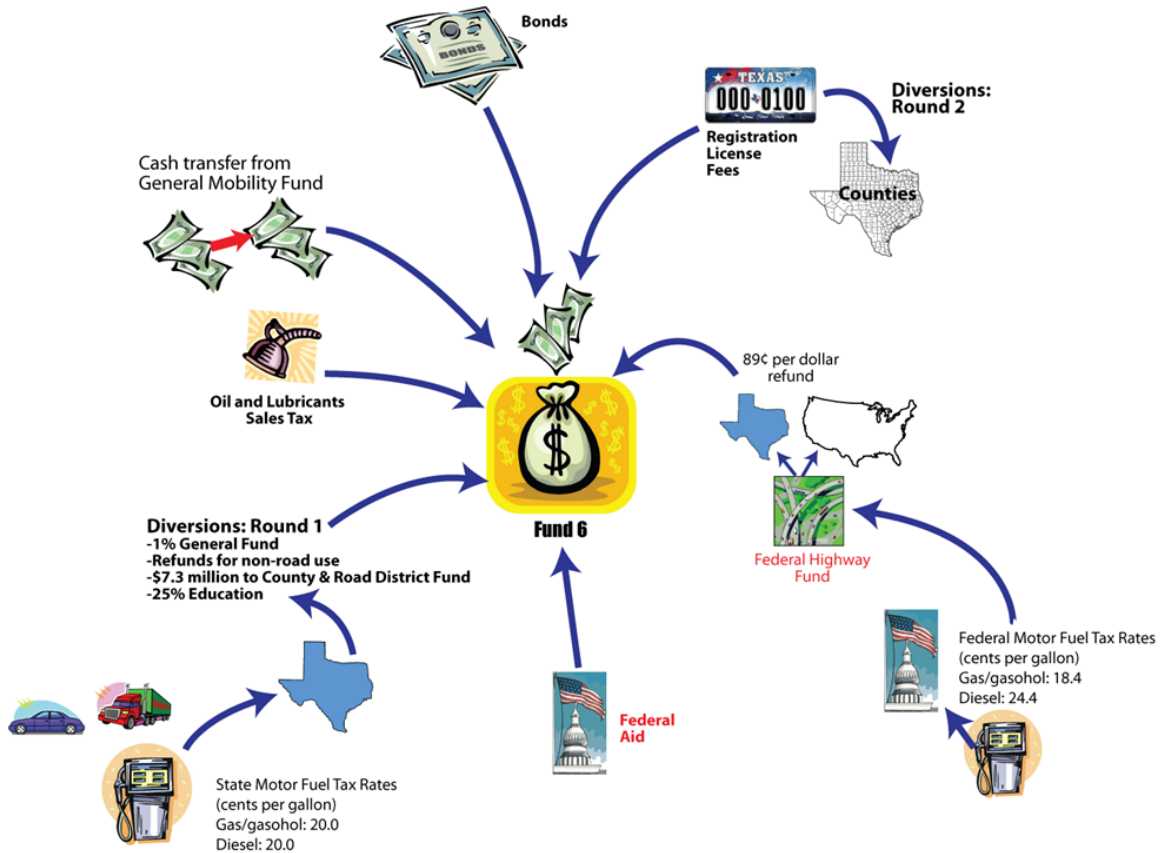 Bonds
BONDS
TEXAS
000 0100
Registration
License
Fees
Diversions:
Round 2
Counties
Cash transfer from
General Mobility Fund
Oil and Lubricants
Sales Tax
89¢ per dollar
refund
$
Fund 6
Federal Highway
Fund
Diversions: Round 1
-1% General Fund
-Refunds for non-road use
-$7.3 million to County & Road District Fund
-25% Education
Federal Motor Fuel Tax Rates
(cents per gallon)
Gas/gasohol: 18.4
Diesel: 24.4
Federal
Aid
State Motor Fuel Tax Rates
(cents per gallon)
Gas/gasohol: 20.0
Diesel: 20.0